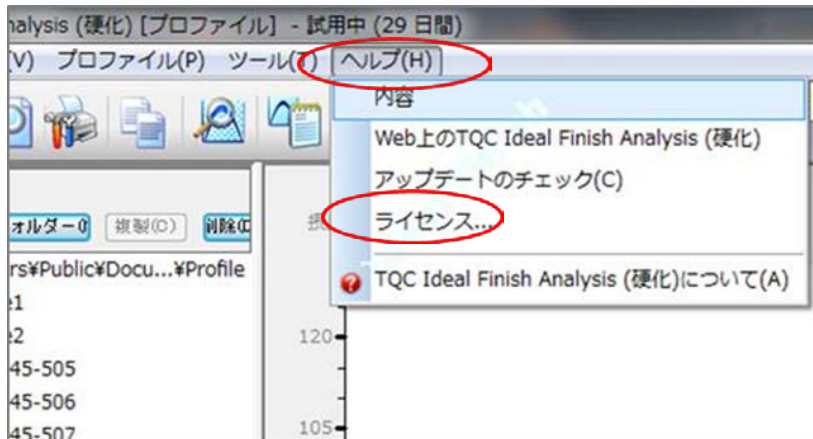 nalysis (硬化) [プロファイル] - 試用中 (29 日間)
(V) プロファイル(P) ツール(T) ヘルプ(H)
内容
Web上のTQC Ideal Finish Analysis (硬化)
アップデートのチェック(C)
ライセンス...
TQC Ideal Finish Analysis (硬化)について(A)
ォルダー 複製(C) 削除
rs¥Public¥Docu...¥Profile
e1
e2
45-505
45-506
45-507
120
105